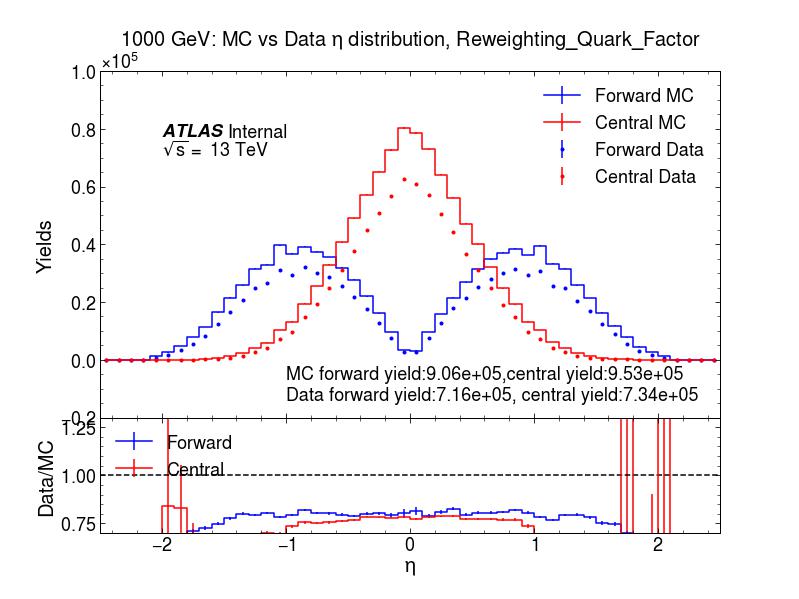 1000 GeV: MC vs Data η distribution, Reweighting_Quark_Factor
×10⁵
1.0
0.8
0.6
0.4
0.2
0.0
0.2
Yields
ATLAS Internal
√s = 13 TeV
Forward MC
Central MC
Forward Data
Central Data
MC forward yield:9.06e+05,central yield:9.53e+05
Data forward yield:7.16e+05, central yield:7.34e+05
1.25
1.00
0.75
Data/MC
Forward
Central
−2 −1 0 1 2
η